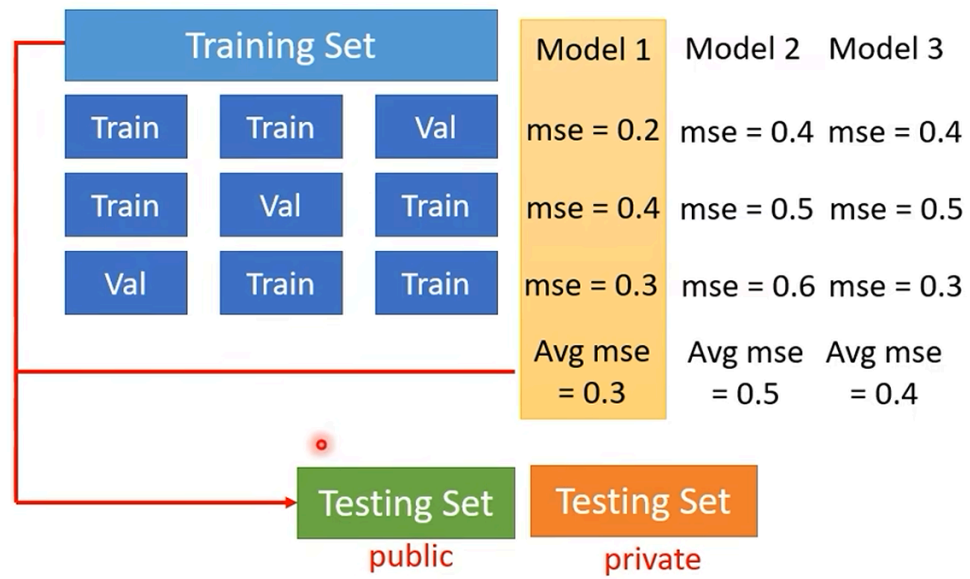 Training Set
Model 1 Model 2 Model 3
Train Train Val mse = 0.2 mse = 0.4 mse = 0.4
Train Val Train mse = 0.4 mse = 0.5 mse = 0.5
Val Train Train mse = 0.3 mse = 0.6 mse = 0.3
Avg mse Avg mse Avg mse
= 0.3 = 0.5 = 0.4
Testing Set Testing Set
public private